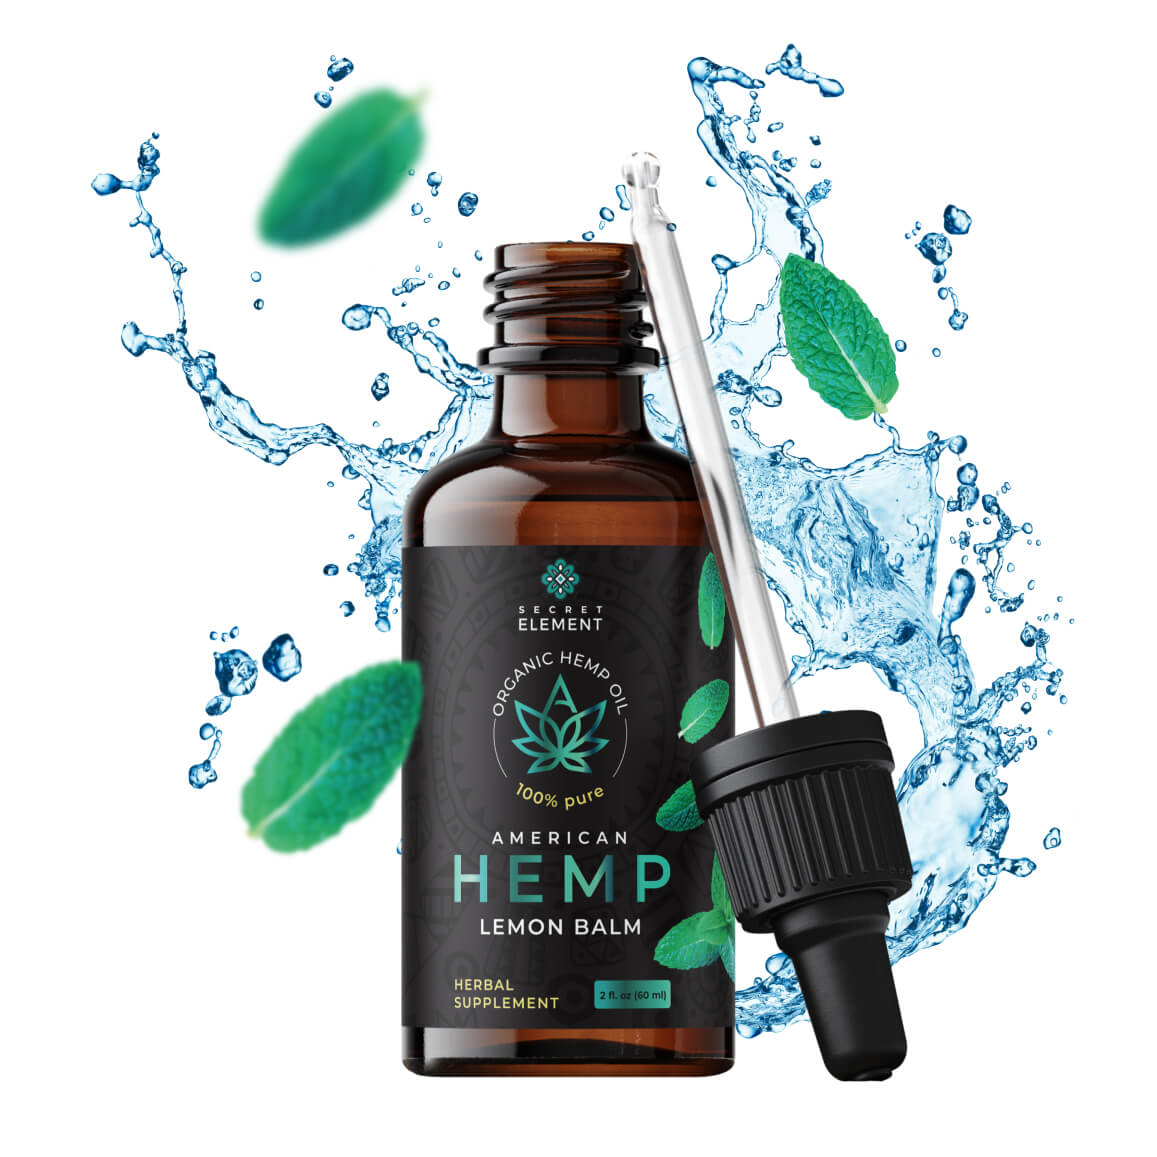 SECRET
ELEMENT
ORGANIC HEMP OIL
100% pure
AMERICAN
HEMP
LEMON BALM
HERBAL
SUPPLEMENT
2 fl. oz (60 ml)